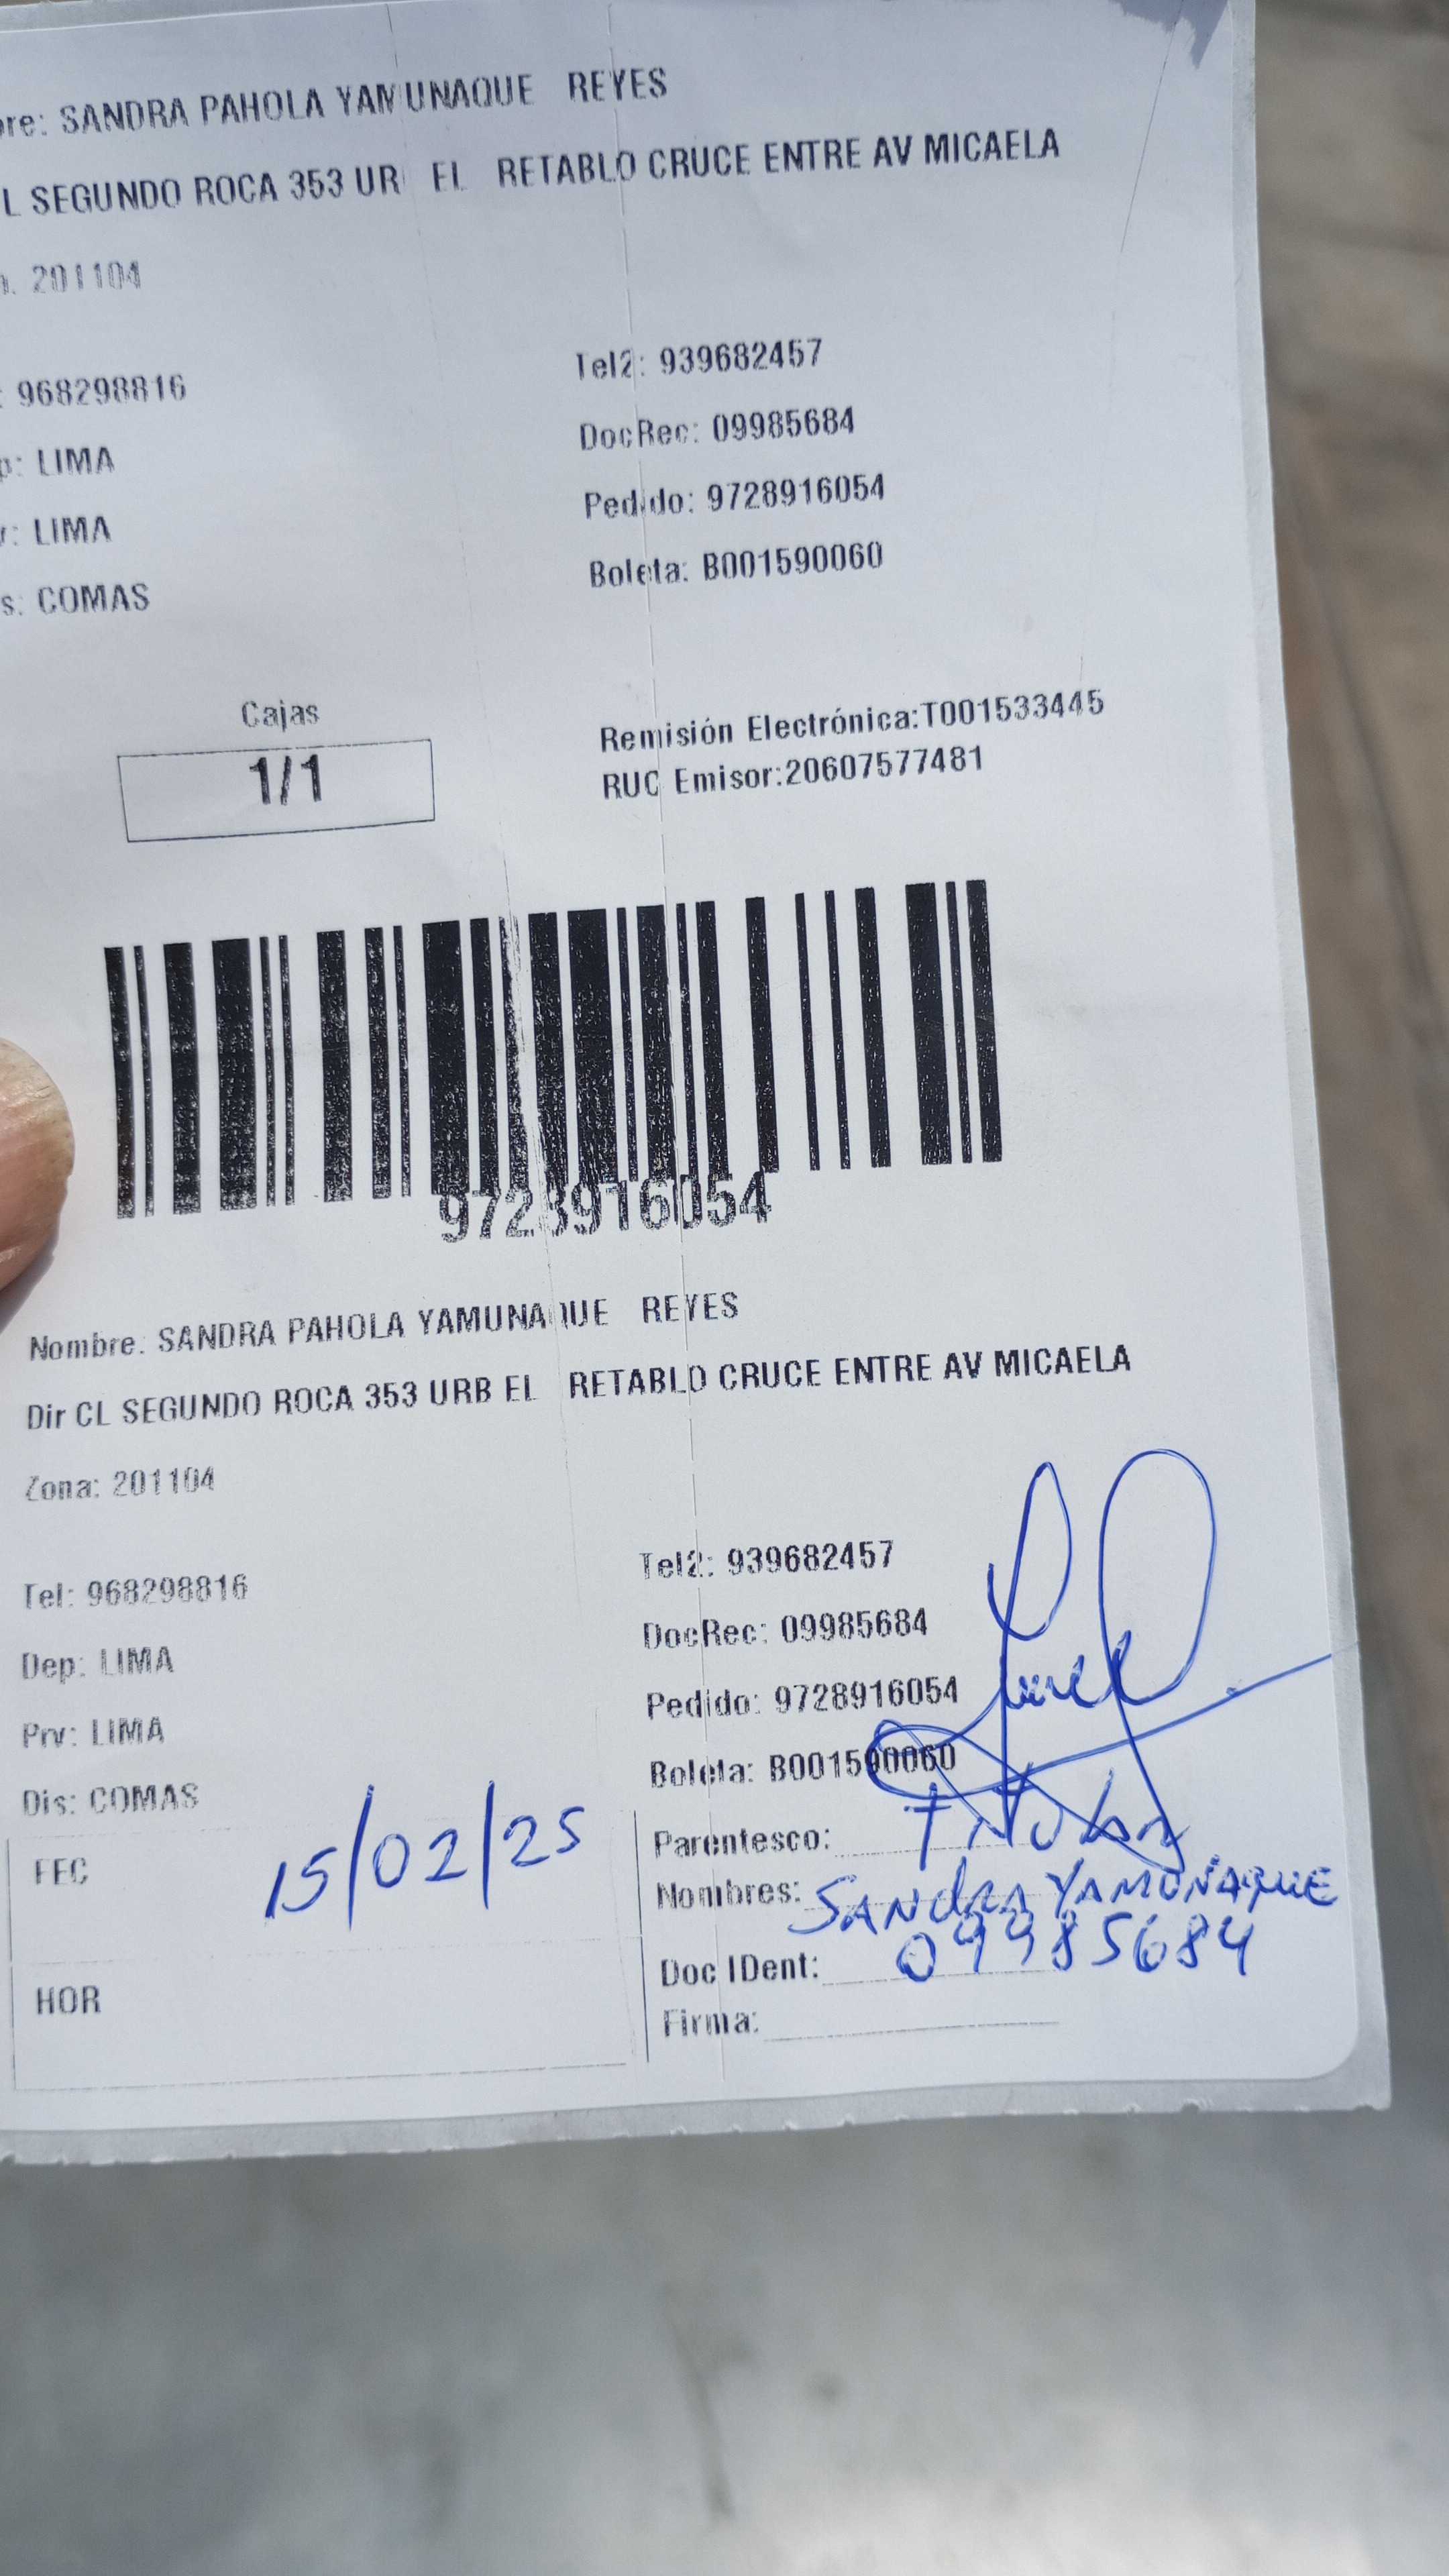 bre: SANDRA PAHOLA YAMUNAQUE REYES
L SEGUNDO ROCA 353 UR EL RETABLO CRUCE ENTRE AV MICAELA
201104
: 968298816
Tel2: 939682457
DocRec: 09985684
p: LIMA
Pedido: 9728916054
v: LIMA
Boleta: B001590060
s: COMAS
Cajas
1/1
Remisión Electrónica:T001533445
RUC Emisor:20607577481
9728916054
Nombre: SANDRA PAHOLA YAMUNAQUE REYES
Dir CL SEGUNDO ROCA 353 URB EL RETABLO CRUCE ENTRE AV MICAELA
Zona: 201104
Tel: 968298816
Tel2: 939682457
DocRec: 09985684
Dep: LIMA
Pedido: 9728916054
Prv: LIMA
Boleta: B001590060
Dis: COMAS
FEC 15/02/25
HOR
Parentesco:
Nombres: SANdRA YAMUNAQUE
Doc IDent: 09985684
Firma: